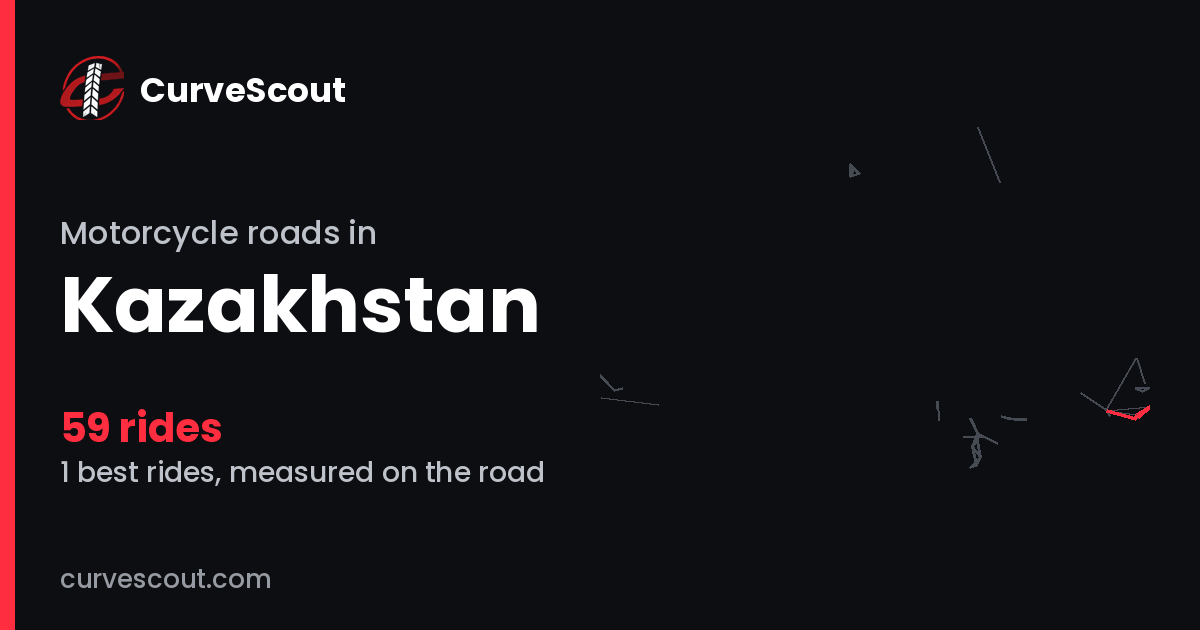 CurveScout
Motorcycle roads in
Kazakhstan
59 rides
1 best rides, measured on the road
curvescout.com